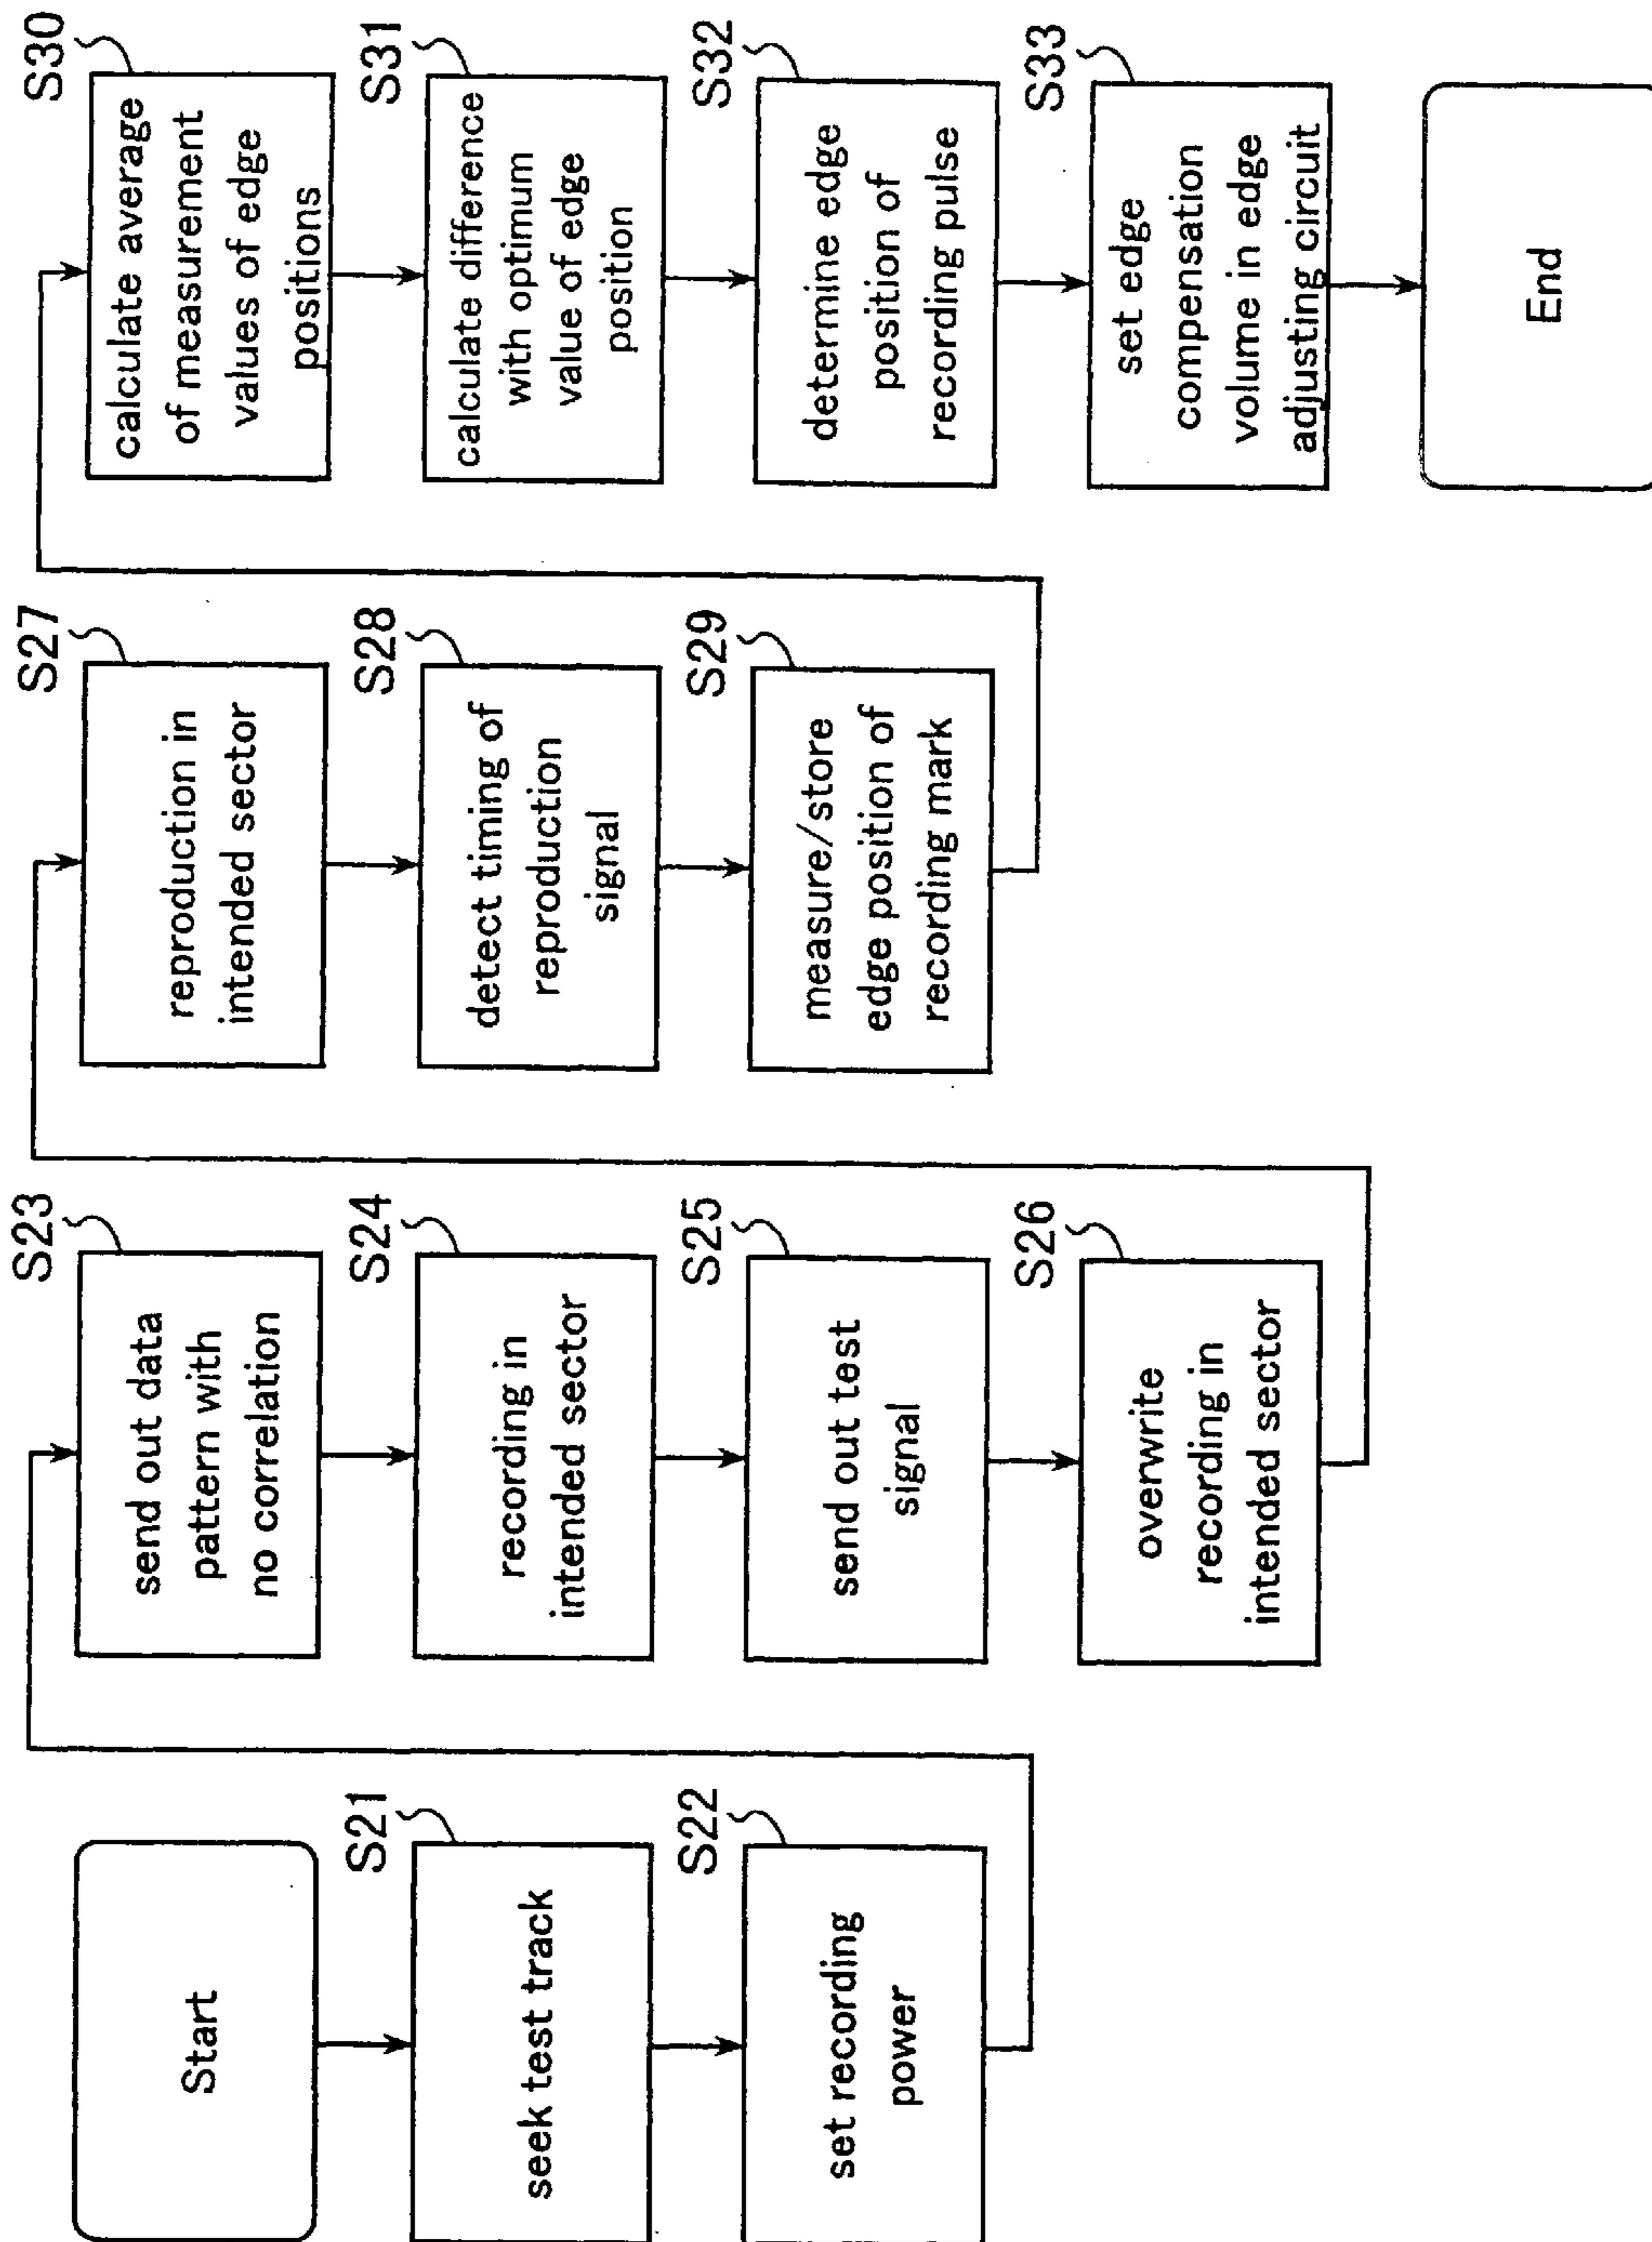 Start
S21
seek test track
S22
set recording
power
S23
send out data
pattern with
no correlation
S24
recording in
intended sector
S25
send out test
signal
S26
overwrite
recording in
intended sector
S27
reproduction in
intended sector
S28
detect timing of
reproduction
signal
S29
measure/store
edge position of
recording mark
S30
calculate average
of measurement
values of edge
positions
S31
calculate difference
with optimum
value of edge
position
S32
determine edge
position of
recording pulse
S33
set edge
compensation
volume in edge
adjusting circuit
End